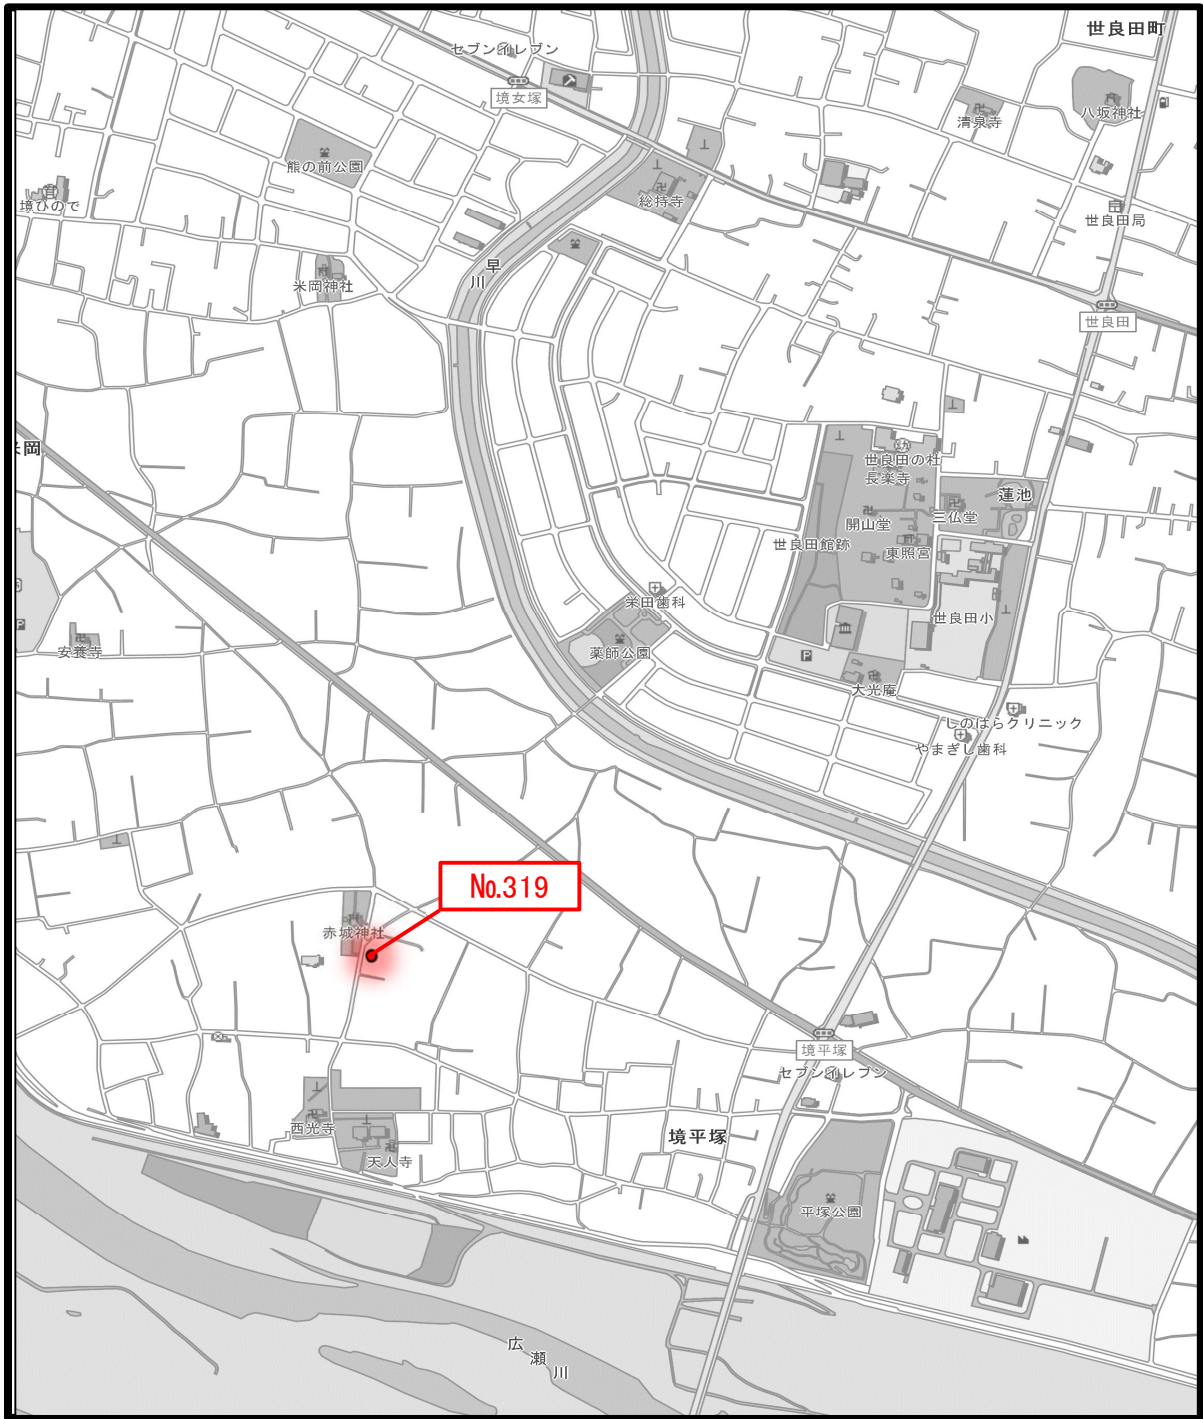 世良田町
セブンイレブン
境女塚
八坂神社
清泉寺
熊の前公園
境ひので
総持寺
世良田局
早川
米岡神社
世良田
米岡
世良田の杜
長楽寺
蓮池
開山堂
三仏堂
世良田館跡
東照宮
栄田歯科
世良田小
薬師公園
安養寺
大光庵
しのはらクリニック
やまぎし歯科
No.319
赤城神社
境平塚
セブンイレブン
西光寺
境平塚
天人寺
平塚公園
広瀬川